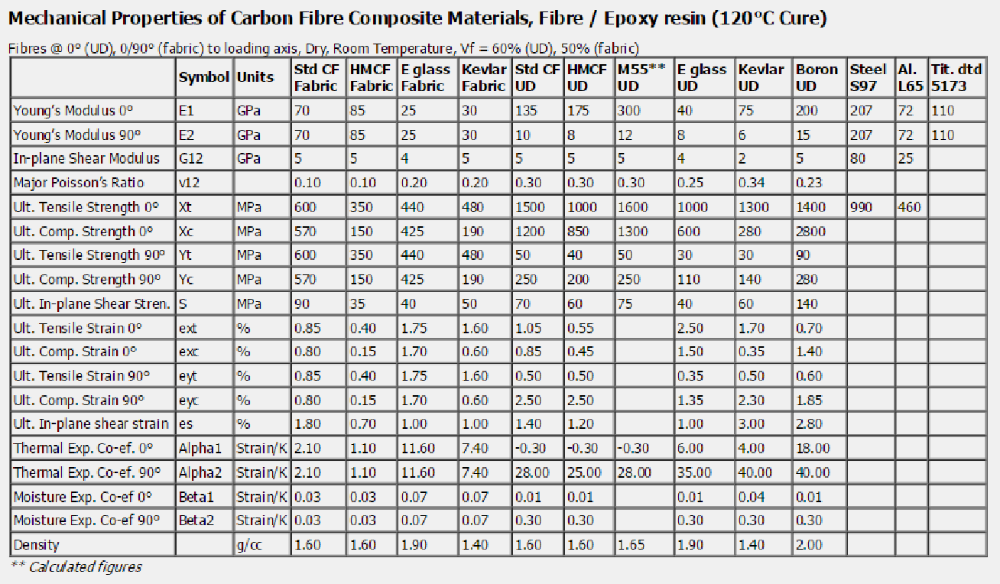 Mechanical Properties of Carbon Fibre Composite Materials, Fibre / Epoxy resin (120°C Cure)
Fibres @ 0° (UD), 0/90° (fabric) to loading axis, Dry, Room Temperature, Vf = 60% (UD), 50% (fabric)
Symbol Units Std CF Fabric HMCF Fabric E glass Fabric Kevlar Fabric Std CF UD HMCF UD M55** UD E glass UD Kevlar UD Boron UD Steel S97 Al. L65 Tit. dtd 5173
Young's Modulus 0° E1 GPa 70 85 25 30 135 175 300 40 75 200 207 72 110
Young's Modulus 90° E2 GPa 70 85 25 30 10 8 12 8 6 15 207 72 110
In-plane Shear Modulus G12 GPa 5 5 4 5 5 5 5 4 2 5 80 25
Major Poisson's Ratio v12 0.10 0.10 0.20 0.20 0.30 0.30 0.30 0.25 0.34 0.23
Ult. Tensile Strength 0° Xt MPa 600 350 440 480 1500 1000 1600 1000 1300 1400 990 460
Ult. Comp. Strength 0° Xc MPa 570 150 425 190 1200 850 1300 600 280 2800
Ult. Tensile Strength 90° Yt MPa 600 350 440 480 50 40 50 30 30 90
Ult. Comp. Strength 90° Yc MPa 570 150 425 190 250 200 250 110 140 280
Ult. In-plane Shear Stren. S MPa 90 35 40 50 70 60 75 40 60 140
Ult. Tensile Strain 0° ext % 0.85 0.40 1.75 1.60 1.05 0.55 2.50 1.70 0.70
Ult. Comp. Strain 0° exc % 0.80 0.15 1.70 0.60 0.85 0.45 1.50 0.35 1.40
Ult. Tensile Strain 90° eyt % 0.85 0.40 1.75 1.60 0.50 0.50 0.35 0.50 0.60
Ult. Comp. Strain 90° eyc % 0.80 0.15 1.70 0.60 2.50 2.50 1.35 2.30 1.85
Ult. In-plane shear strain es % 1.80 0.70 1.00 1.00 1.40 1.20 1.00 3.00 2.80
Thermal Exp. Co-ef. 0° Alpha1 Strain/K 2.10 1.10 11.60 7.40 -0.30 -0.30 -0.30 6.00 4.00 18.00
Thermal Exp. Co-ef. 90° Alpha2 Strain/K 2.10 1.10 11.60 7.40 28.00 25.00 28.00 35.00 40.00 40.00
Moisture Exp. Co-ef 0° Beta1 Strain/K 0.03 0.03 0.07 0.07 0.01 0.01 0.01 0.04 0.01
Moisture Exp. Co-ef 90° Beta2 Strain/K 0.03 0.03 0.07 0.07 0.30 0.30 0.30 0.30 0.30
Density g/cc 1.60 1.60 1.90 1.40 1.60 1.60 1.65 1.90 1.40 2.00
** Calculated figures